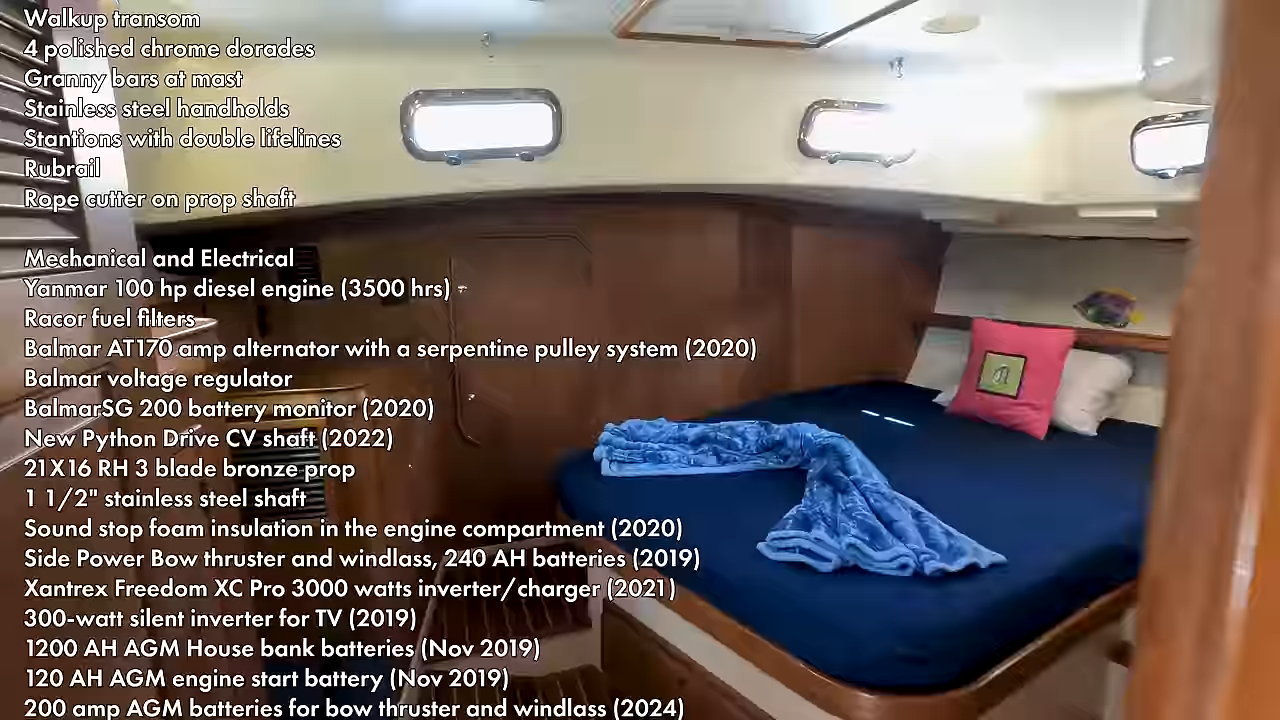 Walkup transom
4 polished chrome dorades
Granny bars at mast
Stainless steel handholds
Stantions with double lifelines
Rubrail
Rope cutter on prop shaft
Mechanical and Electrical
Yanmar 100 hp diesel engine (3500 hrs)
Racor fuel filters
Balmar AT170 amp alternator with a serpentine pulley system (2020)
Balmar voltage regulator
BalmarSG 200 battery monitor (2020)
New Python Drive CV shaft (2022)
21X16 RH 3 blade bronze prop
1 1/2" stainless steel shaft
Sound stop foam insulation in the engine compartment (2020)
Side Power Bow thruster and windlass, 240 AH batteries (2019)
Xantrex Freedom XC Pro 3000 watts inverter/charger (2021)
300-watt silent inverter for TV (2019)
1200 AH AGM House bank batteries (Nov 2019)
120 AH AGM engine start battery (Nov 2019)
200 amp AGM batteries for bow thruster and windlass (2024)